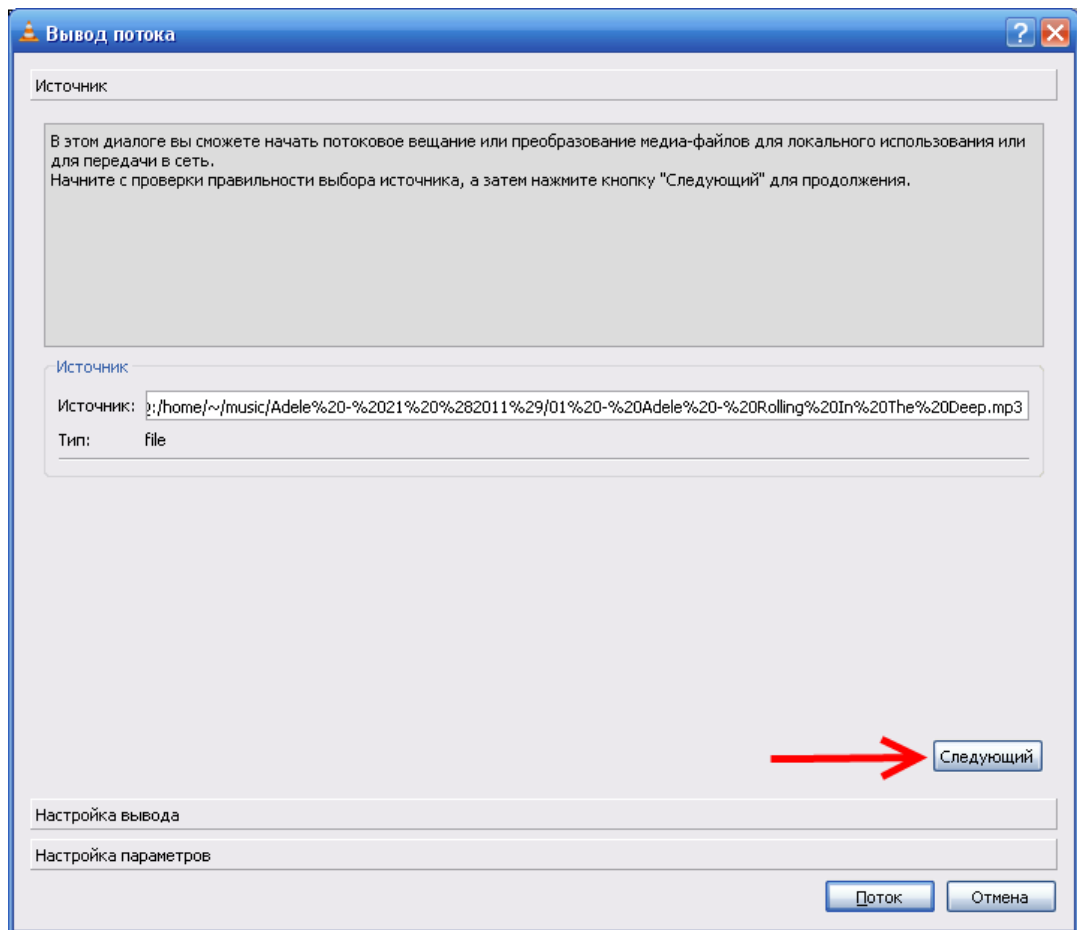 Вывод потока
Источник
В этом диалоге вы сможете начать потоковое вещание или преобразование медиа-файлов для локального использования или
для передачи в сеть.
Начните с проверки правильности выбора источника, а затем нажмите кнопку "Следующий" для продолжения.
Источник
Источник: :/home/~/music/Adele%20-%2021%20%282011%29/01%20-%20Adele%20-%20Rolling%20In%20The%20Deep.mp3
Тип: file
Следующий
Настройка вывода
Настройка параметров
Поток Отмена